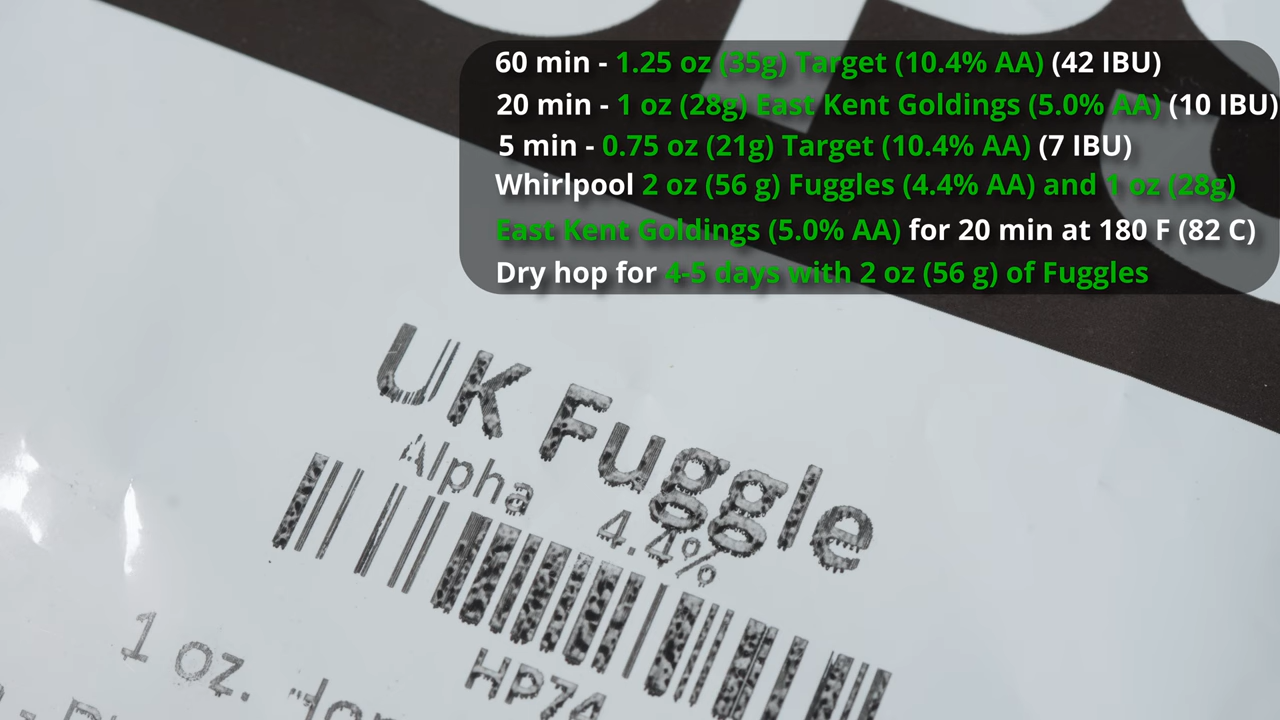 60 min - 1.25 oz (35g) Target (10.4% AA) (42 IBU)
20 min - 1 oz (28g) East Kent Goldings (5.0% AA) (10 IBU)
5 min - 0.75 oz (21g) Target (10.4% AA) (7 IBU)
Whirlpool 2 oz (56 g) Fuggles (4.4% AA) and 1 oz (28g)
East Kent Goldings (5.0% AA) for 20 min at 180 F (82 C)
Dry hop for 4-5 days with 2 oz (56 g) of Fuggles
UK Fuggle
Alpha 4.4%
HP74
1 oz.